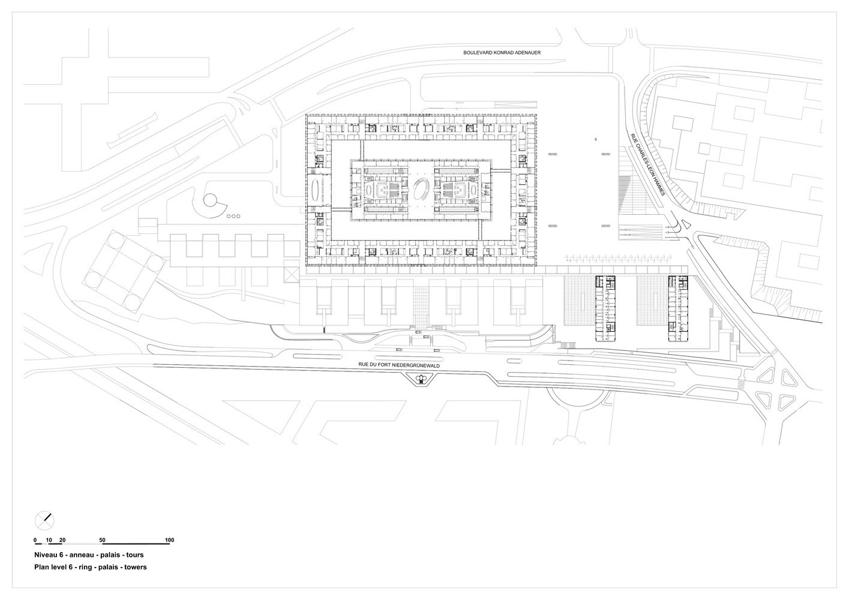 BOULEVARD KONRAD ADENAUER
RUE CHARLES LEON HAMMES
RUE DU FORT NIEDERGRÜNEWALD
0 10 20 50 100
Niveau 6 - anneau - palais - tours
Plan level 6 - ring - palais - towers